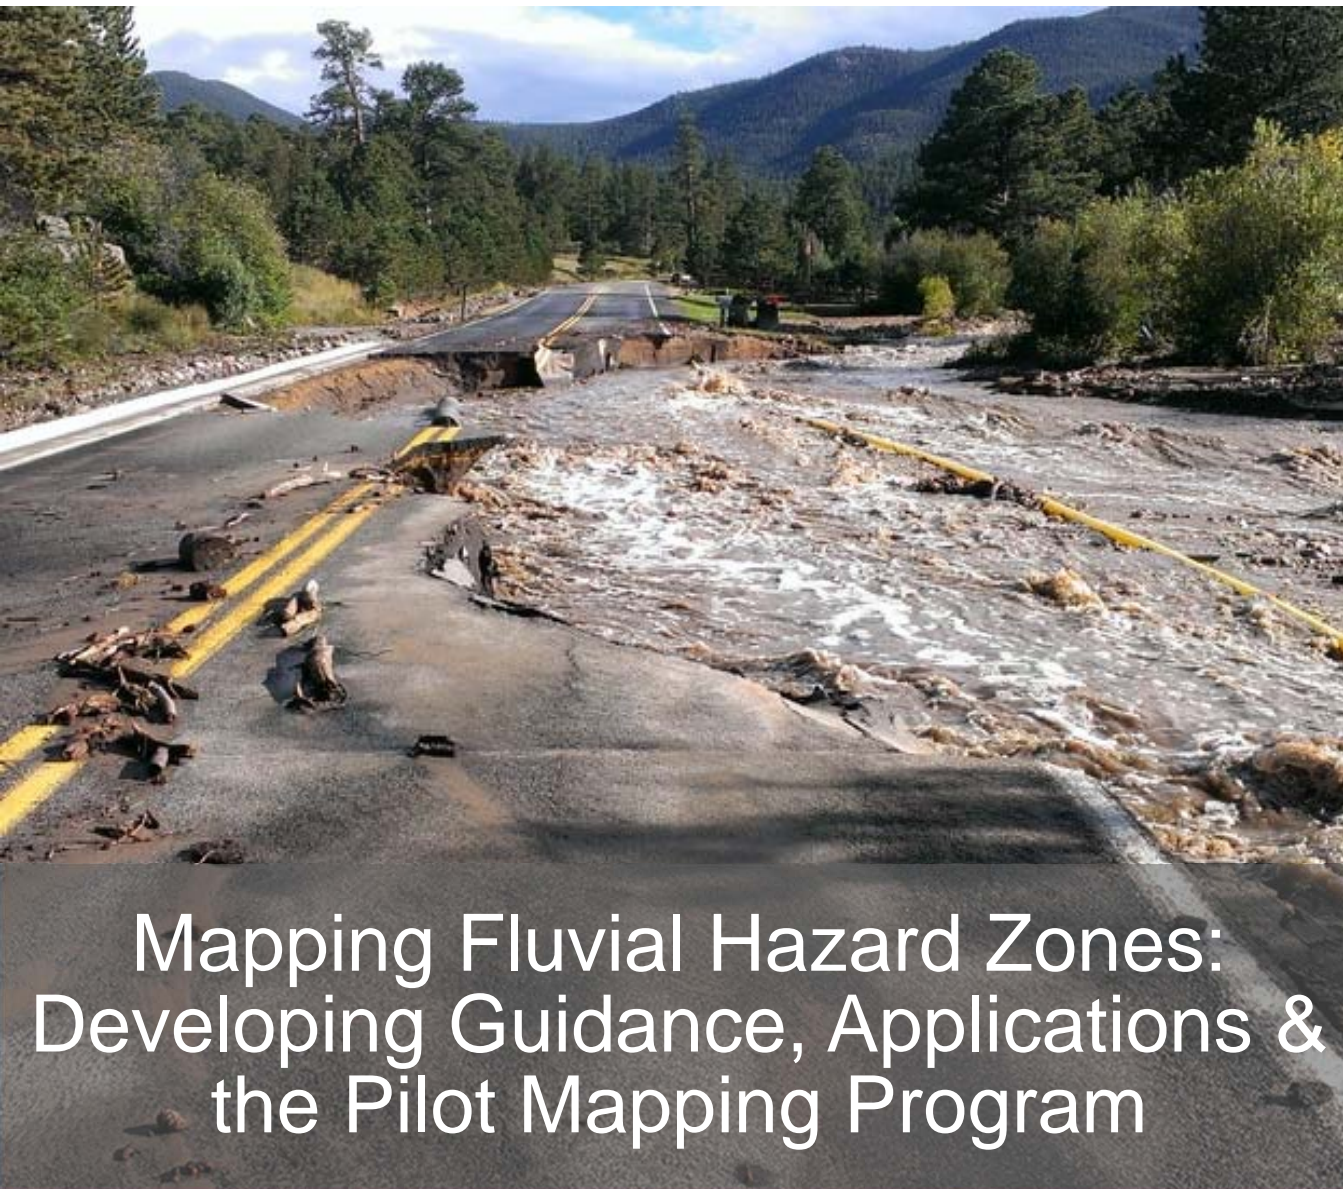 Mapping Fluvial Hazard Zones:
Developing Guidance, Applications &
the Pilot Mapping Program